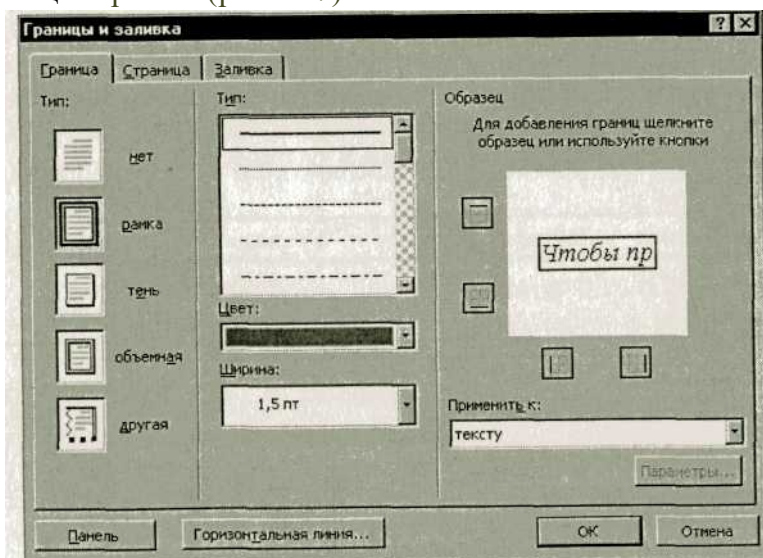 Границы и заливка
Граница Страница Заливка
Тип:
нет
рамка
тень
объемная
другая
Тип:
Цвет:
Ширина:
1,5 пт
Образец
Для добавления границ щелкните
образец или используйте кнопки
Чтобы пр
Применить к:
тексту
Параметры...
Панель Горизонтальная линия... ОК Отмена